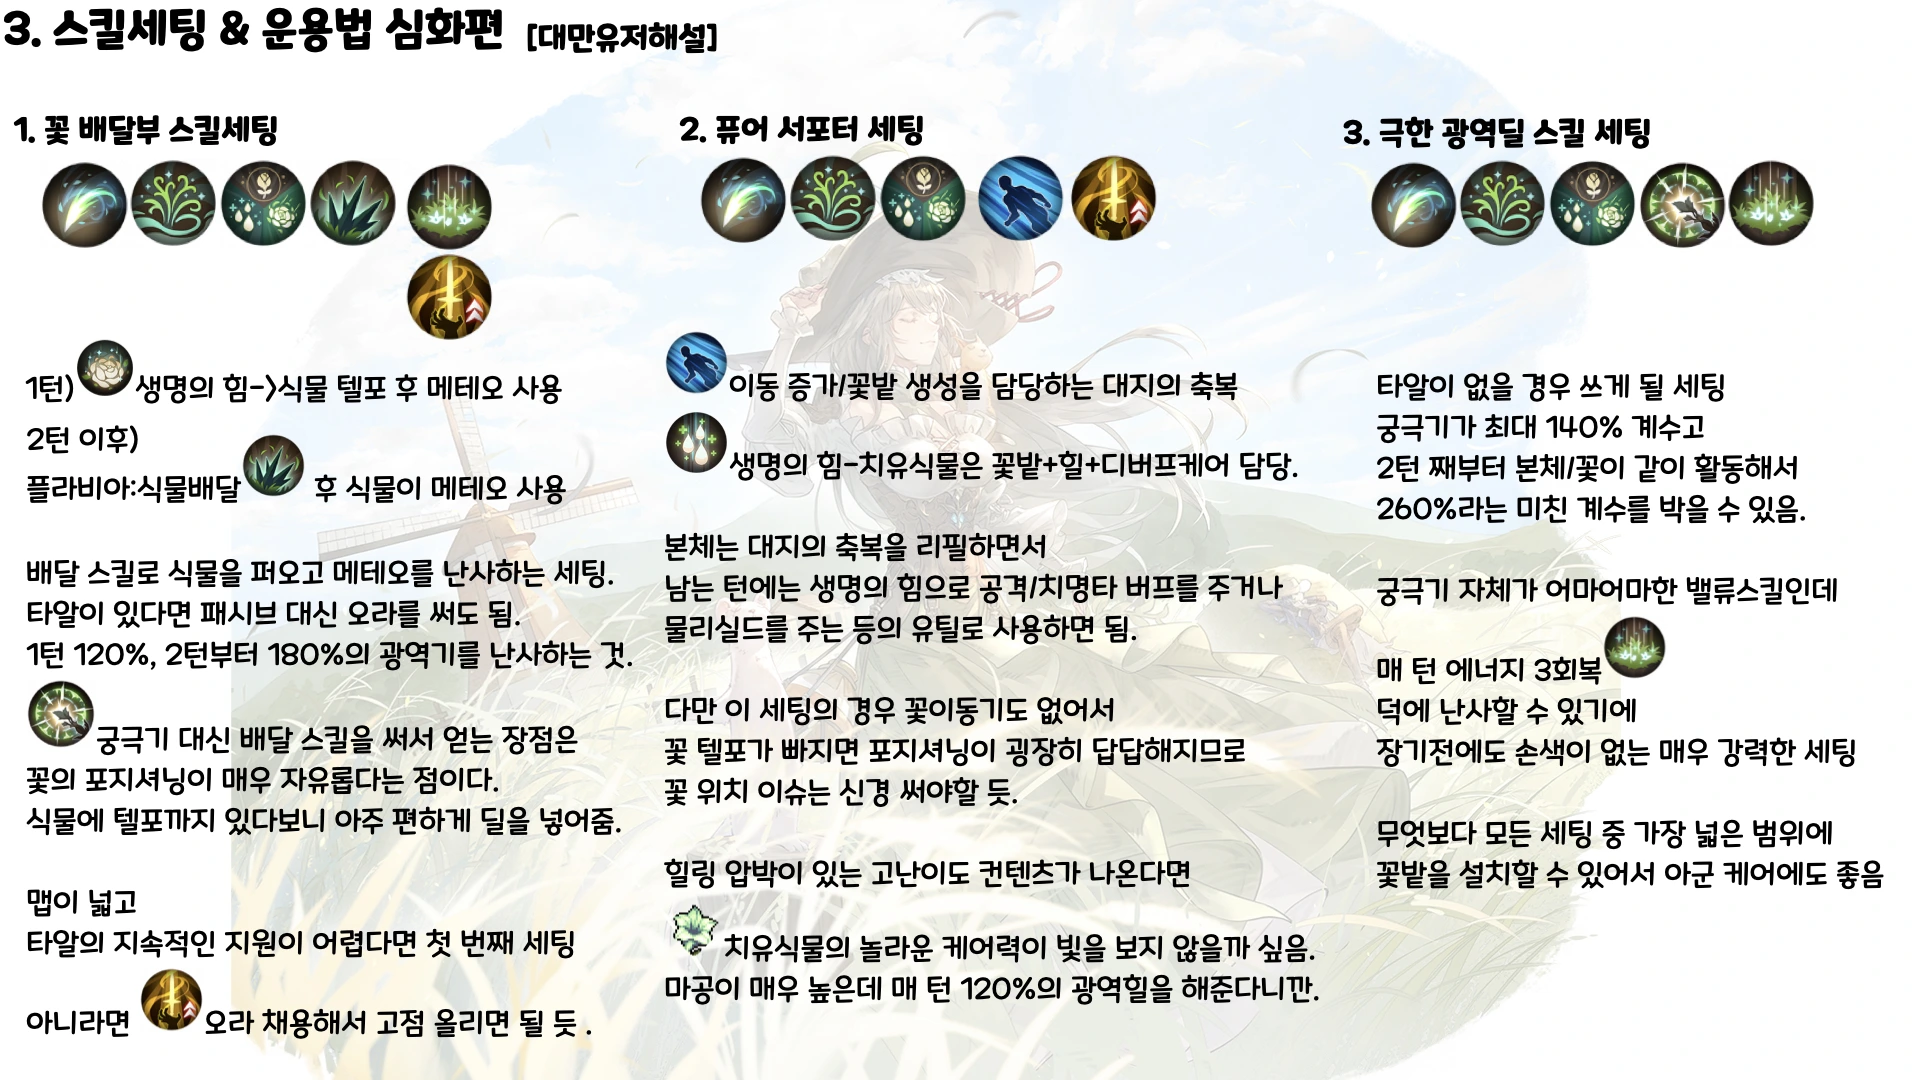 3. 스킬세팅 & 운용법 심화편 [대만유저해설]
1. 꽃 배달부 스킬세팅
1턴) 생명의 힘->식물 텔포 후 메테오 사용
2턴 이후)
플라비아:식물배달 후 식물이 메테오 사용
배달 스킬로 식물을 퍼오고 메테오를 난사하는 세팅.
타알이 있다면 패시브 대신 오라를 써도 됨.
1턴 120%, 2턴부터 180%의 광역기를 난사하는 것.
궁극기 대신 배달 스킬을 써서 얻는 장점은
꽃의 포지셔닝이 매우 자유롭다는 점이다.
식물에 텔포까지 있다보니 아주 편하게 딜을 넣어줌.
맵이 넓고
타알의 지속적인 지원이 어렵다면 첫 번째 세팅
아니라면 오라 채용해서 고점 올리면 될 듯 .
2. 퓨어 서포터 세팅
이동 증가/꽃밭 생성을 담당하는 대지의 축복
생명의 힘-치유식물은 꽃밭+힐+디버프케어 담당.
본체는 대지의 축복을 리필하면서
남는 턴에는 생명의 힘으로 공격/치명타 버프를 주거나
물리실드를 주는 등의 유틸로 사용하면 됨.
다만 이 세팅의 경우 꽃이동기도 없어서
꽃 텔포가 빠지면 포지셔닝이 굉장히 답답해지므로
꽃 위치 이슈는 신경 써야할 듯.
힐링 압박이 있는 고난이도 컨텐츠가 나온다면
치유식물의 놀라운 케어력이 빛을 보지 않을까 싶음.
마공이 매우 높은데 매 턴 120%의 광역힐을 해준다니깐.
3. 극한 광역딜 스킬 세팅
타알이 없을 경우 쓰게 될 세팅
궁극기가 최대 140% 계수고
2턴 째부터 본체/꽃이 같이 활동해서
260%라는 미친 계수를 박을 수 있음.
궁극기 자체가 어마어마한 밸류스킬인데
매 턴 에너지 3회복
덕에 난사할 수 있기에
장기전에도 손색이 없는 매우 강력한 세팅
무엇보다 모든 세팅 중 가장 넓은 범위에
꽃밭을 설치할 수 있어서 아군 케어에도 좋음